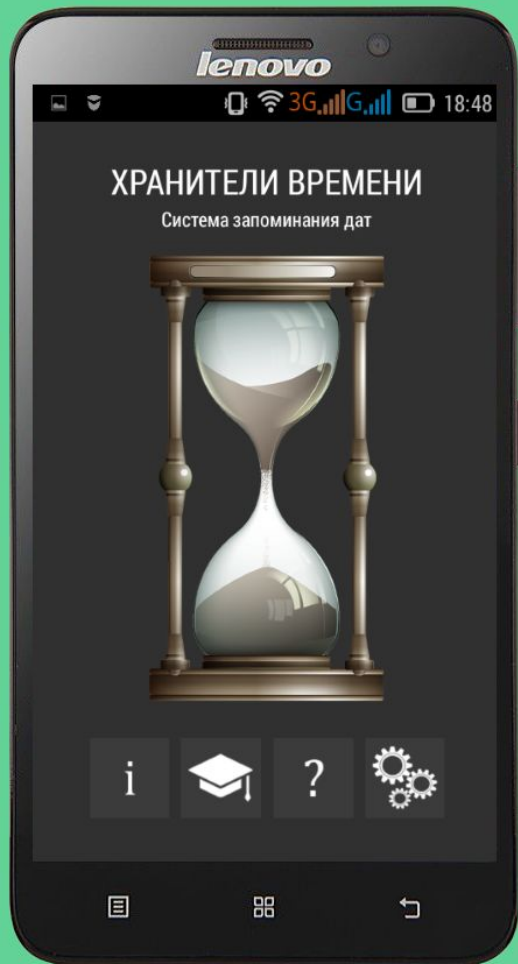 lenovo
3G G 18:48
ХРАНИТЕЛИ ВРЕМЕНИ
Система запоминания дат
i ?